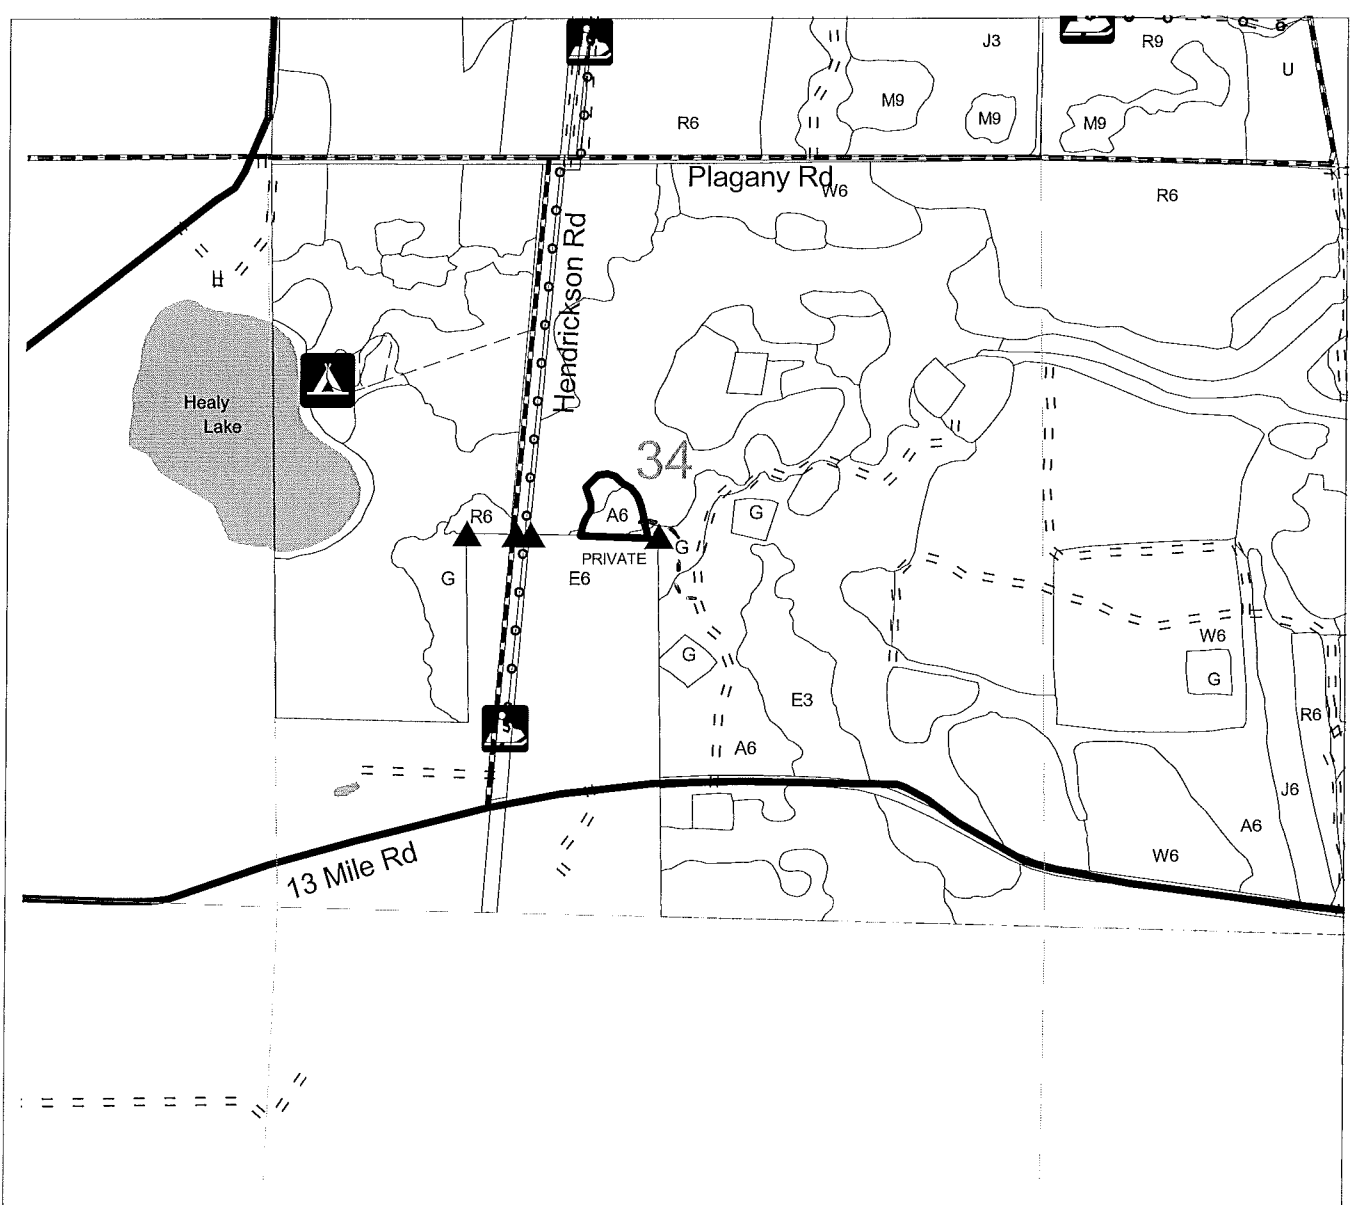 J3
R9
U
M9
M9
M9
R6
Plagany Rd
W6
R6
Hendrickson Rd
Healy
Lake
34
R6
A6
G
G
PRIVATE
G
E6
W6
G
G
E3
R6
A6
J6
A6
W6
13 Mile Rd